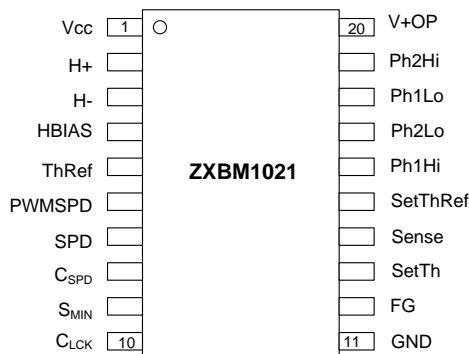 Vcc 1 20 V+OP
H+ Ph2Hi
H- Ph1Lo
HBIAS Ph2Lo
ThRef ZXBM1021 Ph1Hi
PWMSPD SetThRef
SPD Sense
CSPD SetTh
SMIN FG
CLCK 10 11 GND